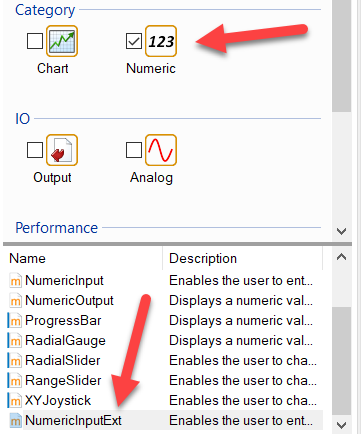 Category
123
Chart Numeric
IO
Output Analog
Performance
Name Description
NumericInput Enables the user to ent...
NumericOutput Displays a numeric val...
ProgressBar Displays a numeric val...
RadialGauge Displays a numeric val...
RadialSlider Enables the user to cha...
RangeSlider Enables the user to cha...
XYJoystick Enables the user to cha...
NumericInputExt Enables the user to ent...